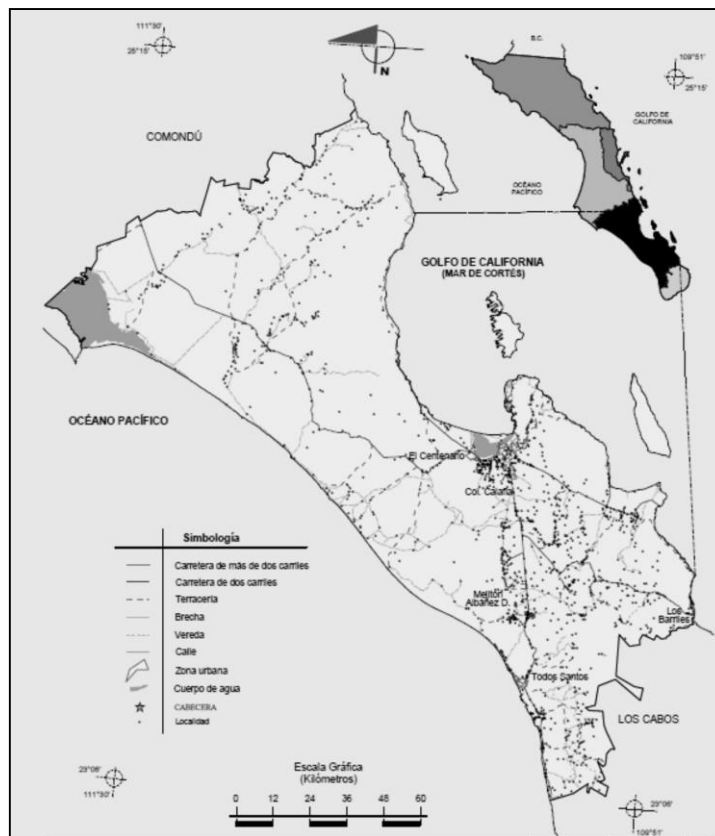 111°30'
25°15'
N
B.C.
109°51'
25°15'
GOLFO DE
CALIFORNIA
COMONDÚ
OCÉANO
PACÍFICO
GOLFO DE CALIFORNIA
(MAR DE CORTÉS)
OCÉANO PACÍFICO
El Centenario
Col. Calafia
Simbología
Carretera de más de dos carriles
Carretera de dos carriles
Terracería
Brecha
Vereda
Calle
Zona urbana
Cuerpo de agua
CABECERA
Localidad
Melitón
Albáñez D.
Los
Barriles
Todos Santos
LOS CABOS
23°06'
111°30'
Escala Gráfica
(Kilómetros)
0 12 24 36 48 60
23°06'
109°51'